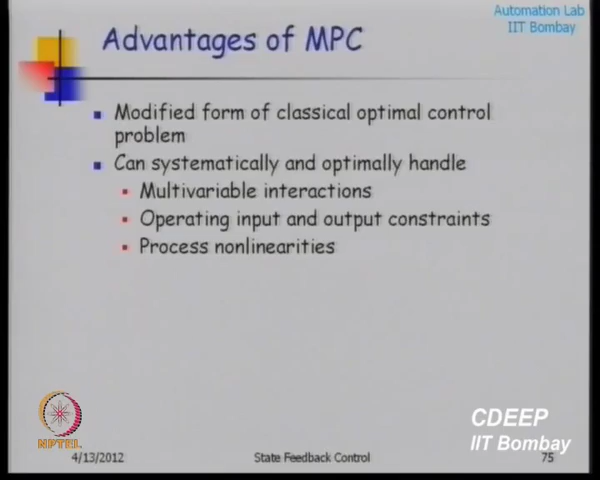 Automation Lab
IIT Bombay
Advantages of MPC
Modified form of classical optimal control
problem
Can systematically and optimally handle
Multivariable interactions
Operating input and output constraints
Process nonlinearities
NPTEL
CDEEP
IIT Bombay
4/13/2012
State Feedback Control
75